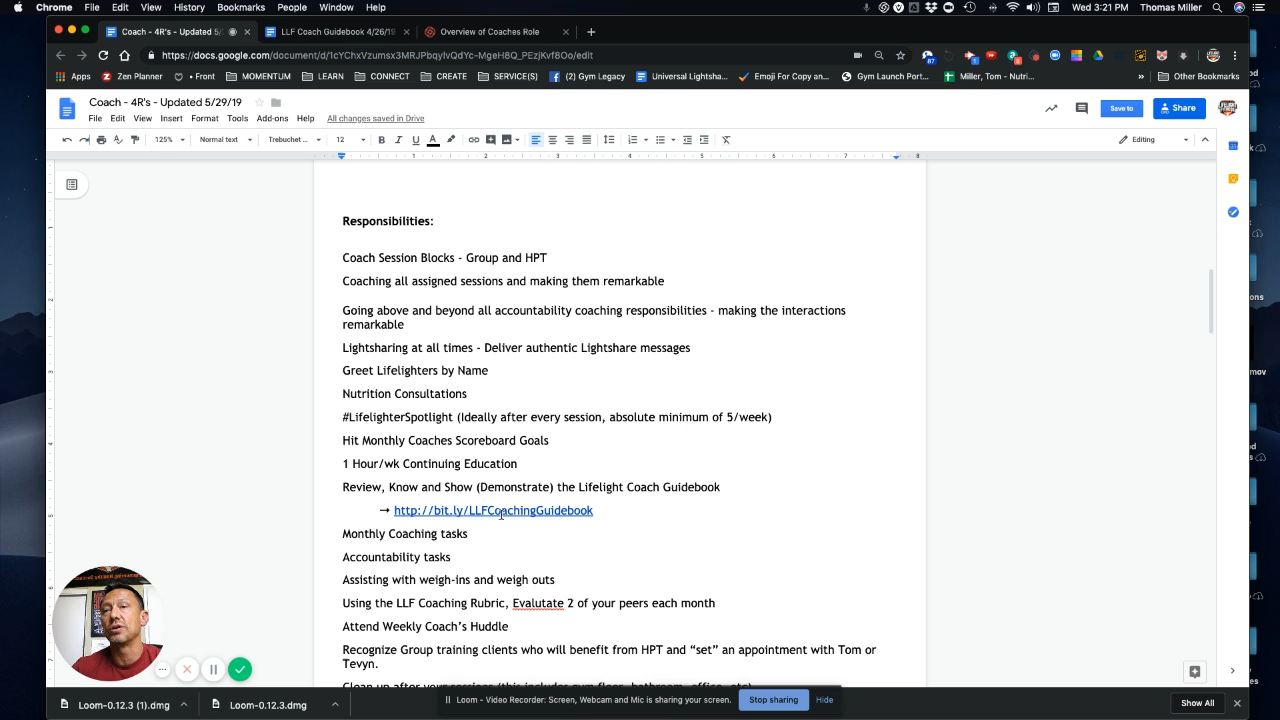 Chrome File Edit View History Bookmarks People Window Help
Wed 3:21 PM Thomas Miller
Coach - 4R's - Updated 5/
LLF Coach Guidebook 4/26/19
Overview of Coaches Role
https://docs.google.com/document/d/1cYChxVzumsx3MRJPbqyIvQdYc-MgeH8Q_PEzjKvf8Oo/edit
Apps Zen Planner Front MOMENTUM LEARN CONNECT CREATE SERVICE(S) (2) Gym Legacy Universal Lightsha... Emoji For Copy an... Gym Launch Port... Miller, Tom - Nutri... » Other Bookmarks
Coach - 4R's - Updated 5/29/19
File Edit View Insert Format Tools Add-ons Help All changes saved in Drive
Save to Share
125% Normal text Trebuchet ... 12 B I U A Editing
Responsibilities:
Coach Session Blocks - Group and HPT
Coaching all assigned sessions and making them remarkable
Going above and beyond all accountability coaching responsibilities - making the interactions
remarkable
Lightsharing at all times - Deliver authentic Lightshare messages
Greet Lifelighters by Name
Nutrition Consultations
#LifelighterSpotlight (Ideally after every session, absolute minimum of 5/week)
Hit Monthly Coaches Scoreboard Goals
1 Hour/wk Continuing Education
Review, Know and Show (Demonstrate) the Lifelight Coach Guidebook
→ http://bit.ly/LLFCoachingGuidebook
Monthly Coaching tasks
Accountability tasks
Assisting with weigh-ins and weigh outs
Using the LLF Coaching Rubric, Evalutate 2 of your peers each month
Attend Weekly Coach's Huddle
Recognize Group training clients who will benefit from HPT and “set” an appointment with Tom or
Tevyn.
Clean up after your sessions (this includes gym floor, bathroom, office, etc)
Loom-0.12.3 (1).dmg
Loom-0.12.3.dmg
Loom - Video Recorder: Screen, Webcam and Mic is sharing your screen. Stop sharing Hide
Show All